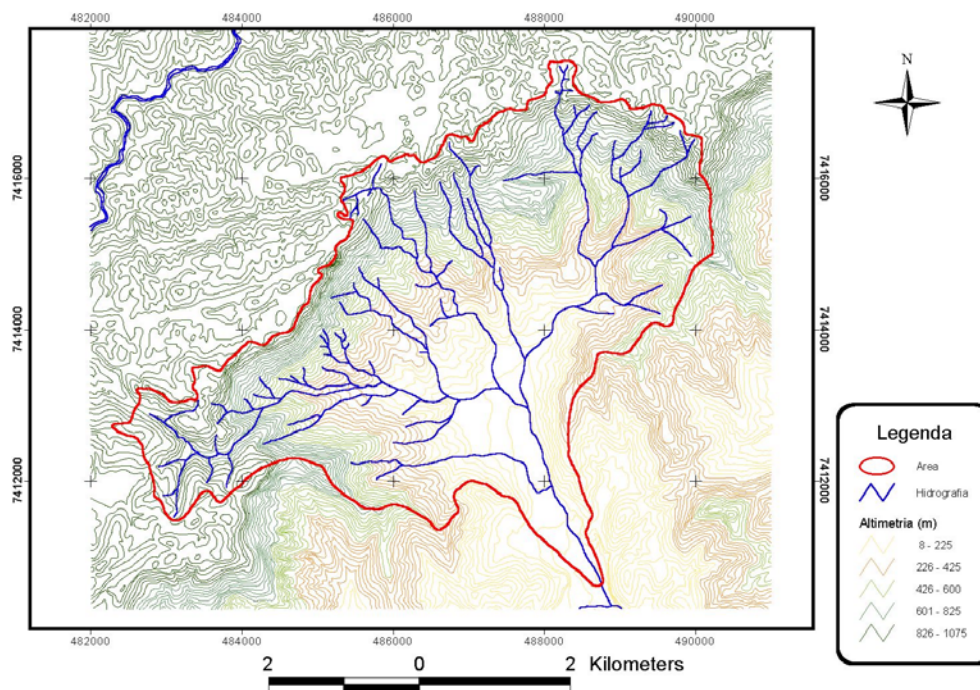 482000 484000 486000 488000 490000
N
7416000 7416000
7414000 7414000
7412000 7412000
482000 484000 486000 488000 490000
2 0 2 Kilometers
Legenda
Area
Hidrografia
Altimetria (m)
8 - 225
226 - 425
426 - 600
601 - 825
826 - 1075